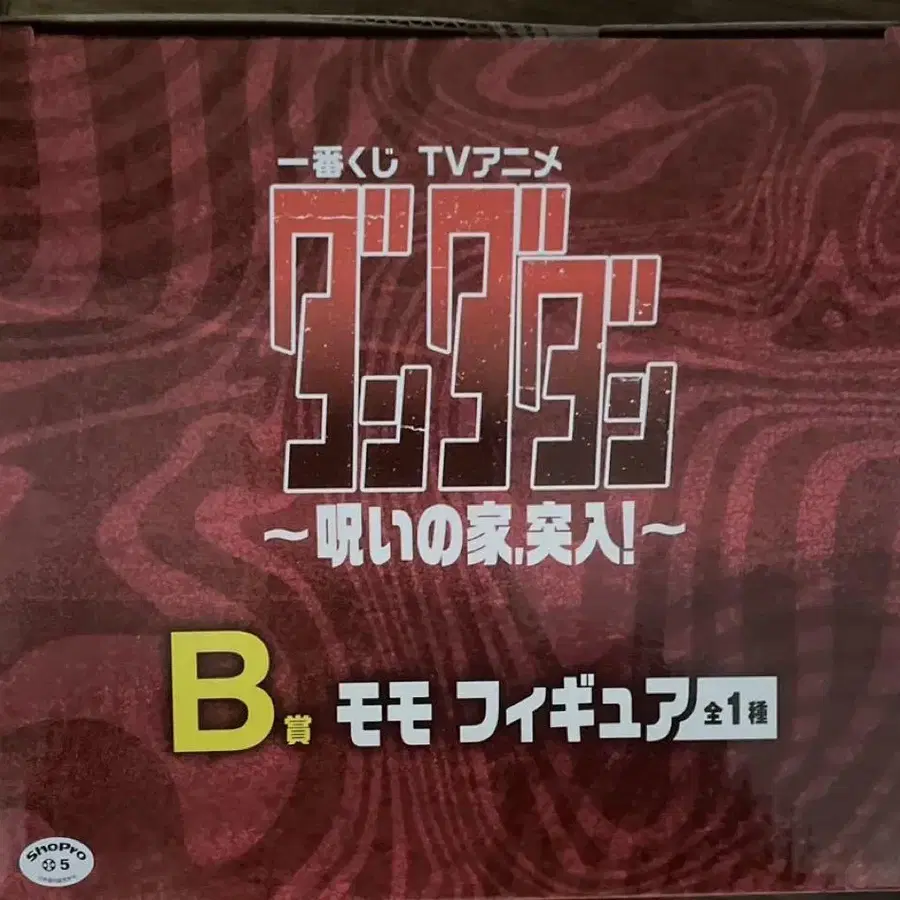 一番くじ TVアニメ
ダンダダン
～呪いの家、突入!～
B賞 モモ フィギュア 全1種
ShoPro
5